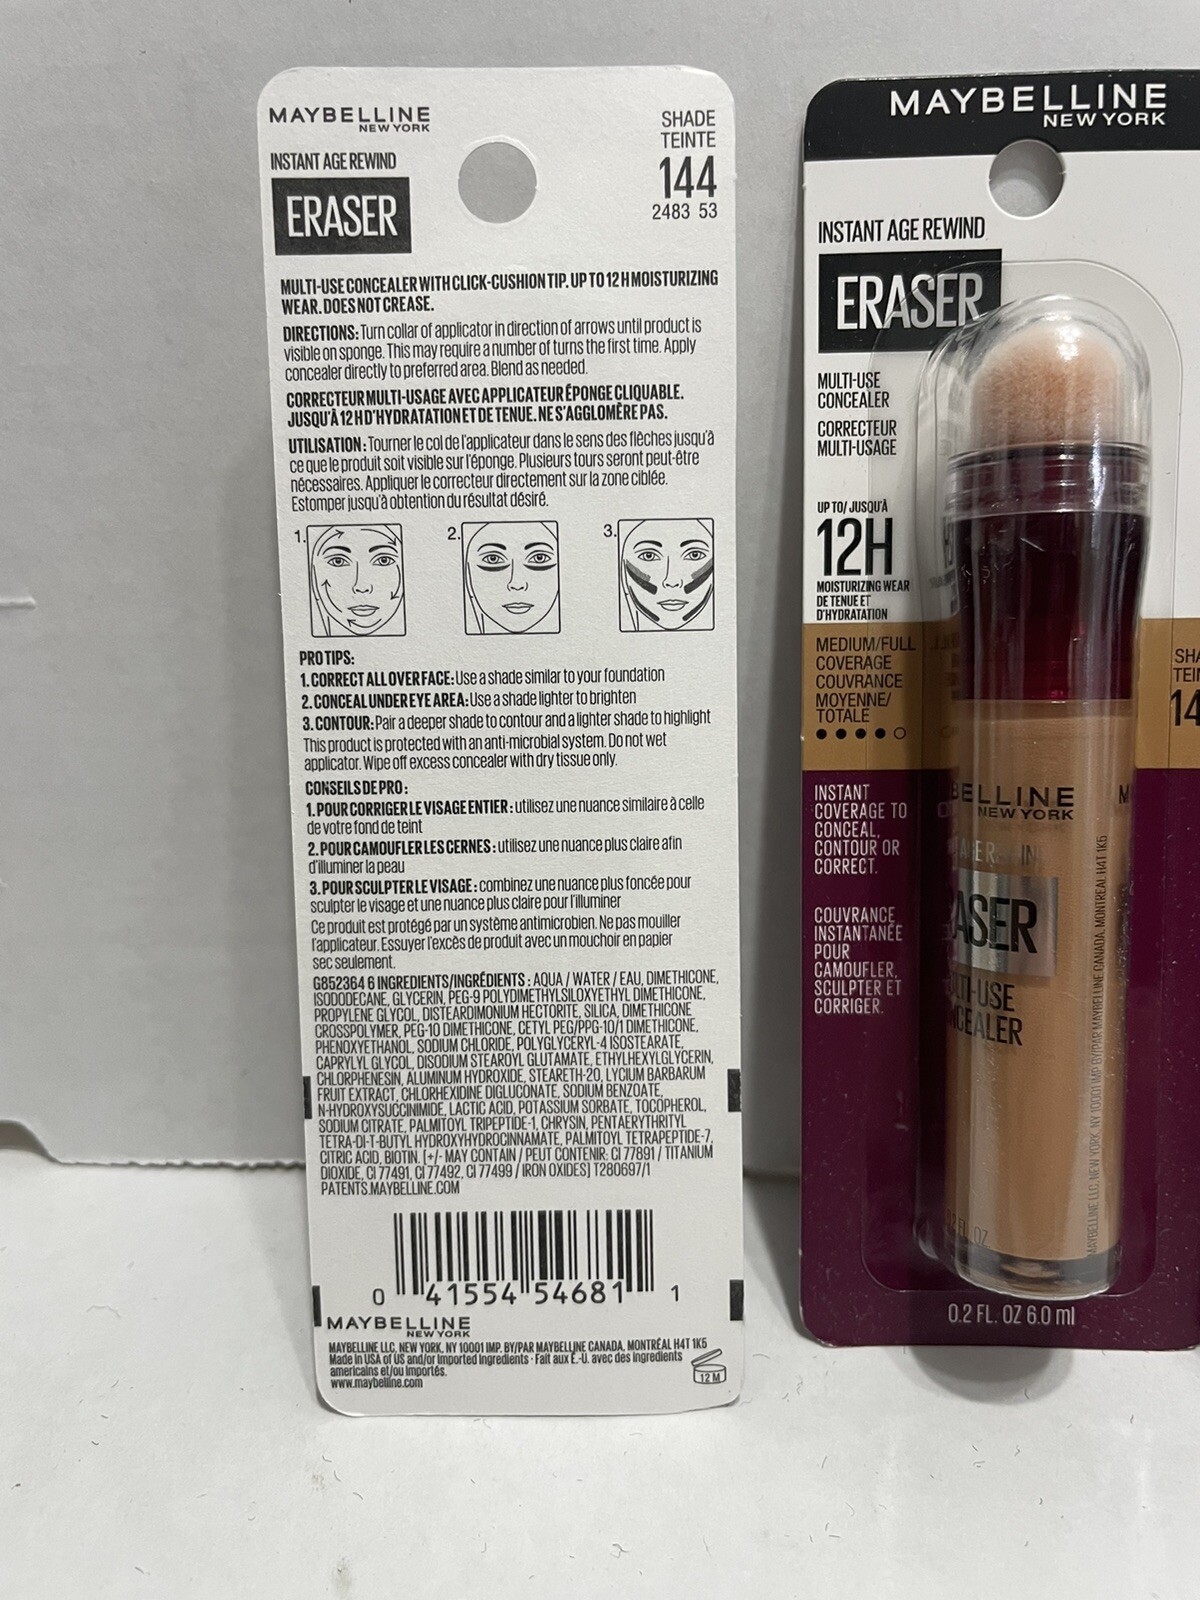 MAYBELLINE
NEW YORK
INSTANT AGE REWIND
ERASER
SHADE
TEINTE
144
2483 53
MULTI-USE CONCEALER WITH CLICK-CUSHION TIP. UP TO 12 H MOISTURIZING
WEAR. DOES NOT CREASE.
DIRECTIONS: Turn collar of applicator in direction of arrows until product is
visible on sponge. This may require a number of turns the first time. Apply
concealer directly to preferred area. Blend as needed.
CORRECTEUR MULTI-USAGE AVEC APPLICATEUR ÉPONGE CLIQUABLE.
JUSQU'À 12 H D'HYDRATATION ET DE TENUE. NE S'AGGLOMÈRE PAS.
UTILISATION : Tourner le col de l'applicateur dans le sens des flèches jusqu'à
ce que le produit soit visible sur l'éponge. Plusieurs tours seront peut-être
nécessaires. Appliquer le correcteur directement sur la zone ciblée.
Estomper jusqu'à obtention du résultat désiré.
1. 2. 3.
PRO TIPS:
1. CORRECT ALL OVER FACE: Use a shade similar to your foundation
2. CONCEAL UNDER EYE AREA: Use a shade lighter to brighten
3. CONTOUR: Pair a deeper shade to contour and a lighter shade to highlight
This product is protected with an anti-microbial system. Do not wet
applicator. Wipe off excess concealer with dry tissue only.
CONSEILS DE PRO :
1. POUR CORRIGER LE VISAGE ENTIER : utilisez une nuance similaire à celle
de votre fond de teint
2. POUR CAMOUFLER LES CERNES : utilisez une nuance plus claire afin
d'illuminer la peau
3. POUR SCULPTER LE VISAGE : combinez une nuance plus foncée pour
sculpter le visage et une nuance plus claire pour l'illuminer
Ce produit est protégé par un système antimicrobien. Ne pas mouiller
l'applicateur. Essuyer l'excès de produit avec un mouchoir en papier
sec seulement.
G852364 6 INGREDIENTS/INGRÉDIENTS : AQUA / WATER / EAU, DIMETHICONE,
ISODODECANE, GLYCERIN, PEG-9 POLYDIMETHYLSILOXYETHYL DIMETHICONE,
PROPYLENE GLYCOL, DISTEARDIMONIUM HECTORITE, SILICA, DIMETHICONE
CROSSPOLYMER, PEG-10 DIMETHICONE, CETYL PEG/PPG-10/1 DIMETHICONE,
PHENOXYETHANOL, SODIUM CHLORIDE, POLYGLYCERYL-4 ISOSTEARATE,
CAPRYLYL GLYCOL, DISODIUM STEAROYL GLUTAMATE, ETHYLHEXYLGLYCERIN,
CHLORPHENESIN, ALUMINUM HYDROXIDE, STEARETH-20, LYCIUM BARBARUM
FRUIT EXTRACT, CHLORHEXIDINE DIGLUCONATE, SODIUM BENZOATE,
N-HYDROXYSUCCINIMIDE, LACTIC ACID, POTASSIUM SORBATE, TOCOPHEROL,
SODIUM CITRATE, PALMITOYL TRIPEPTIDE-1, CHRYSIN, PENTAERYTHRITYL
TETRA-DI-T-BUTYL HYDROXYHYDROCINNAMATE, PALMITOYL TETRAPEPTIDE-7,
CITRIC ACID, BIOTIN. [+/- MAY CONTAIN / PEUT CONTENIR: CI 77891 / TITANIUM
DIOXIDE, CI 77491, CI 77492, CI 77499 / IRON OXIDES] T280697/1
PATENTS.MAYBELLINE.COM
0 41554 54681 1
MAYBELLINE
NEW YORK
MAYBELLINE LLC, NEW YORK, NY 10001 IMP. BY/PAR MAYBELLINE CANADA, MONTRÉAL H4T 1K5
Made in USA of US and/or imported ingredients · Fait aux É.-U. avec des ingrédients
américains et/ou importés.
www.maybelline.com
12 M
MAYBELLINE
NEW YORK
INSTANT AGE REWIND
ERASER
MULTI-USE
CONCEALER
CORRECTEUR
MULTI-USAGE
UP TO/ JUSQU'À
12H
MOISTURIZING WEAR
DE TENUE ET
D'HYDRATATION
MEDIUM/FULL
COVERAGE
COUVRANCE
MOYENNE/
TOTALE
SHA
TEIN
14
INSTANT
COVERAGE TO
CONCEAL,
CONTOUR OR
CORRECT.
COUVRANCE
INSTANTANÉE
POUR
CAMOUFLER,
SCULPTER ET
CORRIGER.
BELLINE
NEW YORK
M
ASER
LTI-USE
NCEALER
MAYBELLINE LLC, NEW YORK, NY 10001 IMP. BY/PAR MAYBELLINE CANADA, MONTREAL H4T 1K5
0.2 FL. OZ 6.0 ml